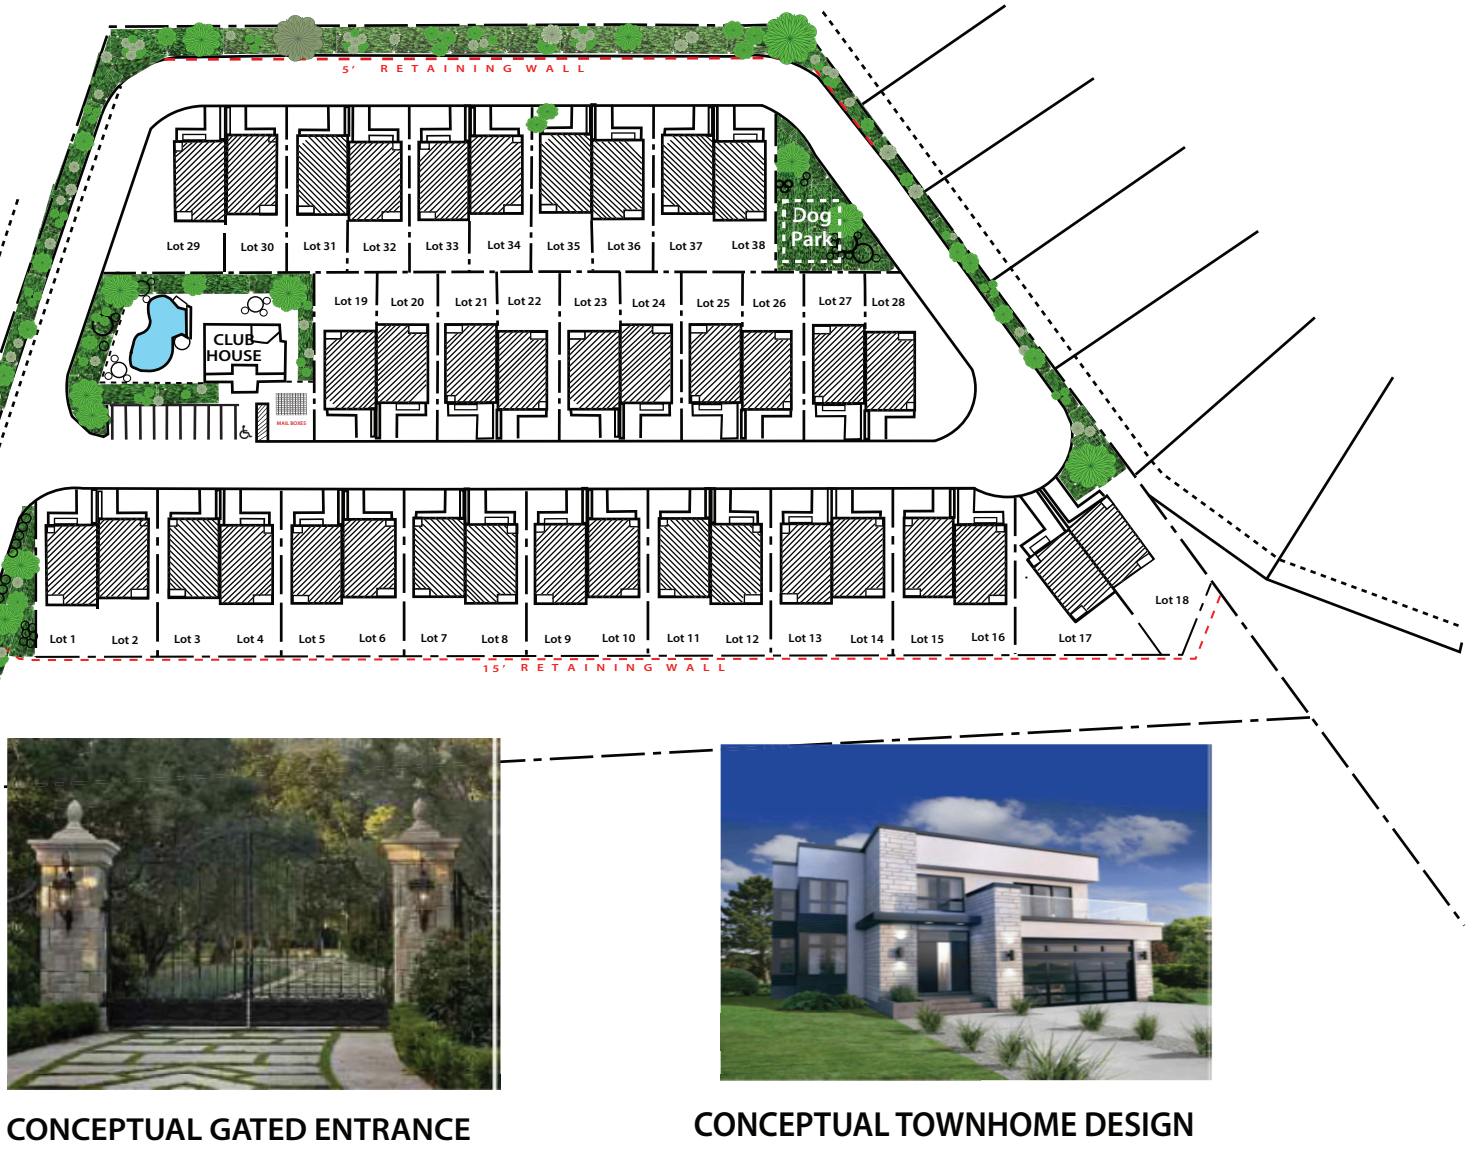 5' RETAINING WALL
Dog
Park
Lot 29 Lot 30 Lot 31 Lot 32 Lot 33 Lot 34 Lot 35 Lot 36 Lot 37 Lot 38
Lot 19 Lot 20 Lot 21 Lot 22 Lot 23 Lot 24 Lot 25 Lot 26 Lot 27 Lot 28
CLUB
HOUSE
MAIL BOXES
Lot 18
Lot 1 Lot 2 Lot 3 Lot 4 Lot 5 Lot 6 Lot 7 Lot 8 Lot 9 Lot 10 Lot 11 Lot 12 Lot 13 Lot 14 Lot 15 Lot 16 Lot 17
15' RETAINING WALL
CONCEPTUAL GATED ENTRANCE
CONCEPTUAL TOWNHOME DESIGN